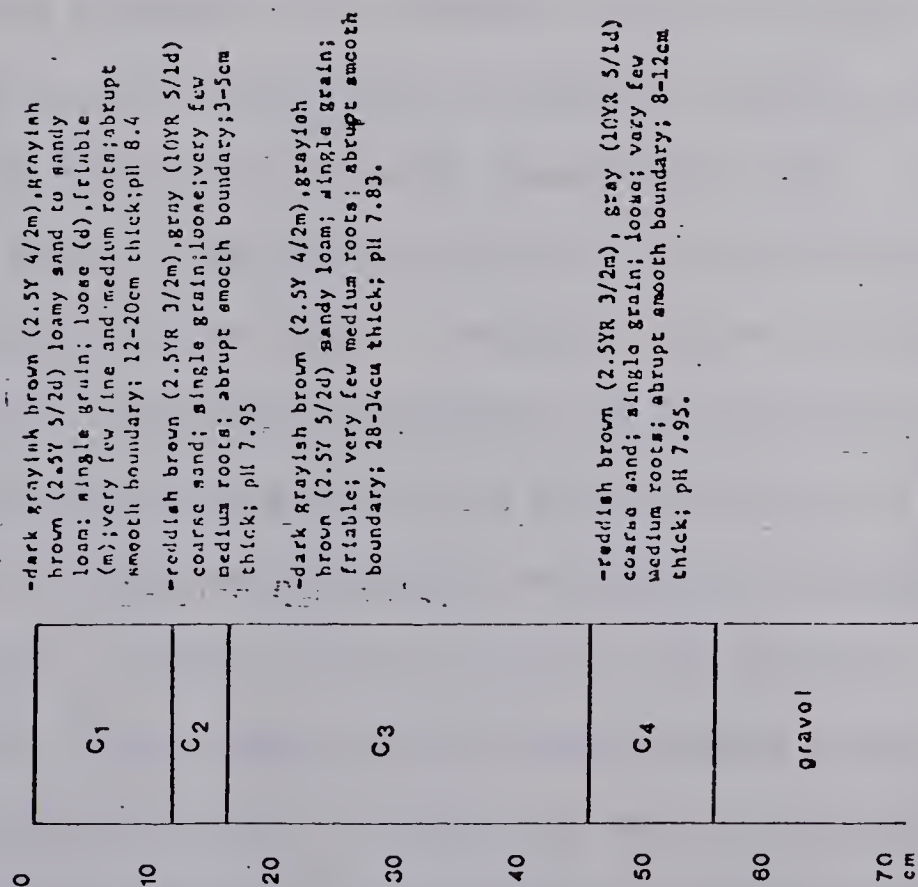 -dark grayish brown (2.5Y 4/2m),grayish
brown (2.5Y 5/2d) loamy sand to sandy
loam; single grain; loose (d),friable
(m);very few fine and medium roots;abrupt
smooth boundary; 12-20cm thick;pH 8.4
-reddish brown (2.5YR 3/2m),gray (10YR 5/1d)
coarse sand; single grain;loose;very few
medium roots; abrupt smooth boundary;3-5cm
thick; pH 7.95
-dark grayish brown (2.5Y 4/2m),grayish
brown (2.5Y 5/2d) sandy loam; single grain;
friable; very few medium roots; abrupt smooth
boundary; 28-34cm thick; pH 7.83.
-reddish brown (2.5YR 3/2m), gray (10YR 5/1d)
coarse sand; single grain; loose; very few
medium roots; abrupt smooth boundary; 8-12cm
thick; pH 7.95.
C1
C2
C3
C4
gravel
0
10
20
30
40
50
60
70
cm